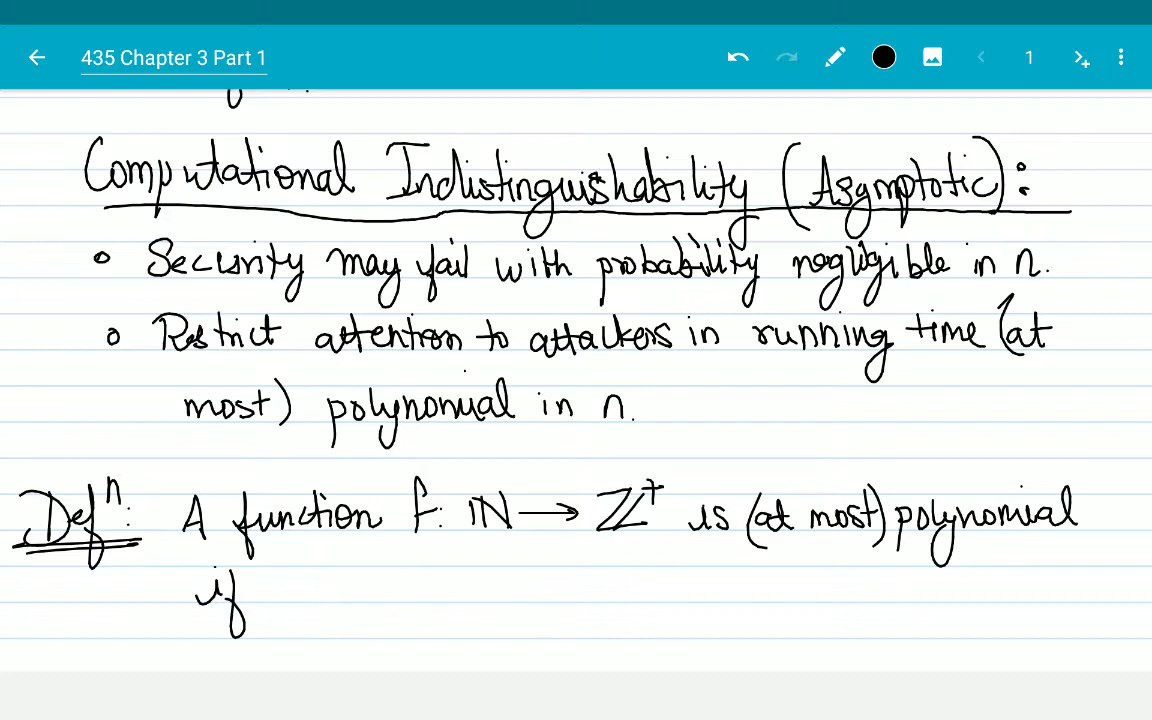 435 Chapter 3 Part 1
1
Computational Indistinguishability (Asymptotic):
Security may fail with probability negligible in n.
Restrict attention to attackers in running time (at
most) polynomial in n.
Defⁿ: A function f: ℕ → ℤ⁺ is (at most) polynomial
if